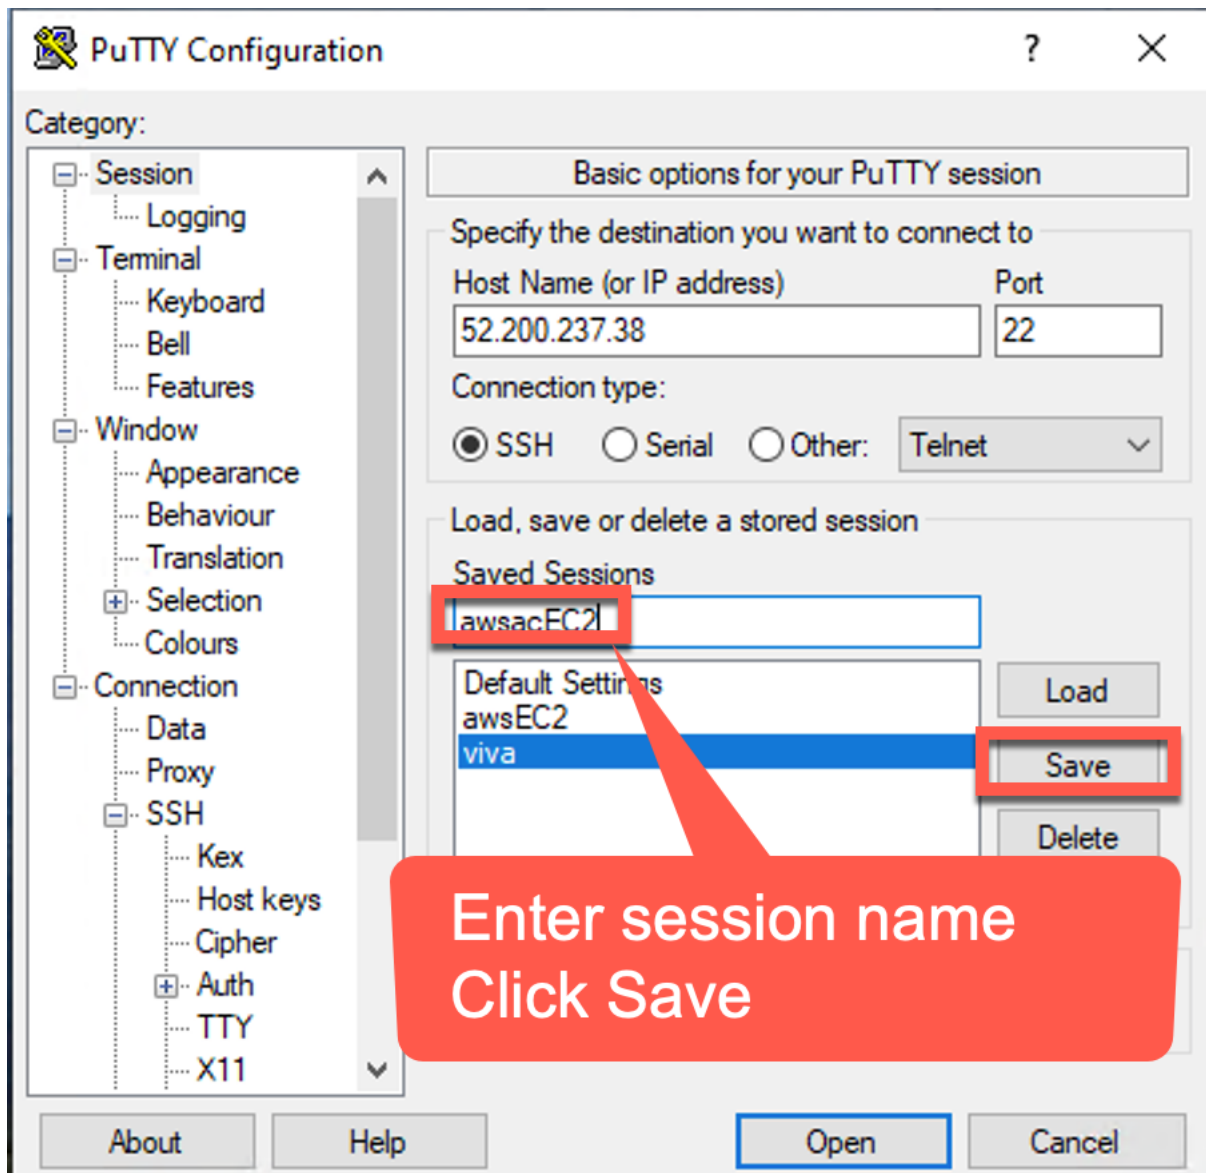 PuTTY Configuration
?
Category:
Session
Logging
Terminal
Keyboard
Bell
Features
Window
Appearance
Behaviour
Translation
Selection
Colours
Connection
Data
Proxy
SSH
Kex
Host keys
Cipher
Auth
TTY
X11
Basic options for your PuTTY session
Specify the destination you want to connect to
Host Name (or IP address) Port
52.200.237.38 22
Connection type:
SSH Serial Other: Telnet
Load, save or delete a stored session
Saved Sessions
awsacEC2
Default Settings
awsEC2
viva
Load
Save
Delete
Enter session name
Click Save
About Help Open Cancel